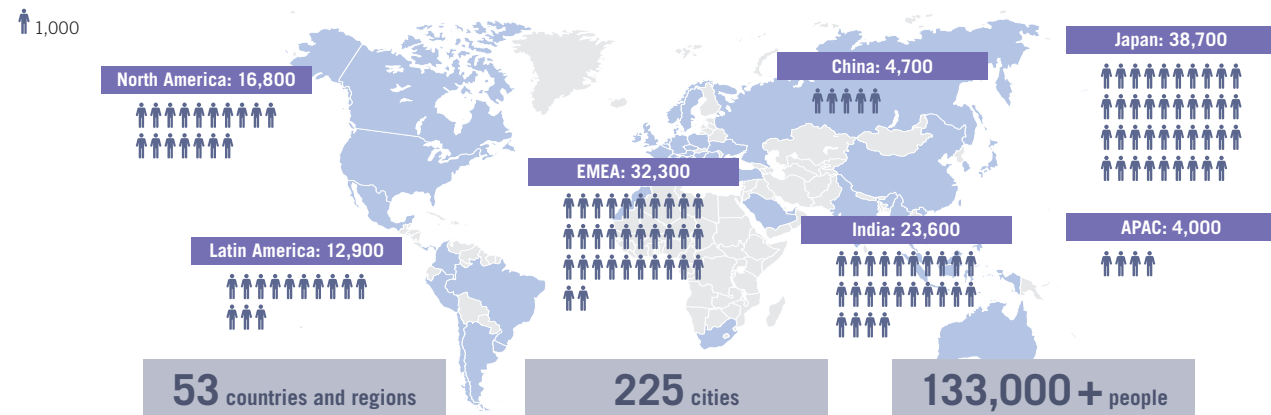 1,000
North America: 16,800
Latin America: 12,900
EMEA: 32,300
China: 4,700
India: 23,600
Japan: 38,700
APAC: 4,000
53 countries and regions
225 cities
133,000 + people